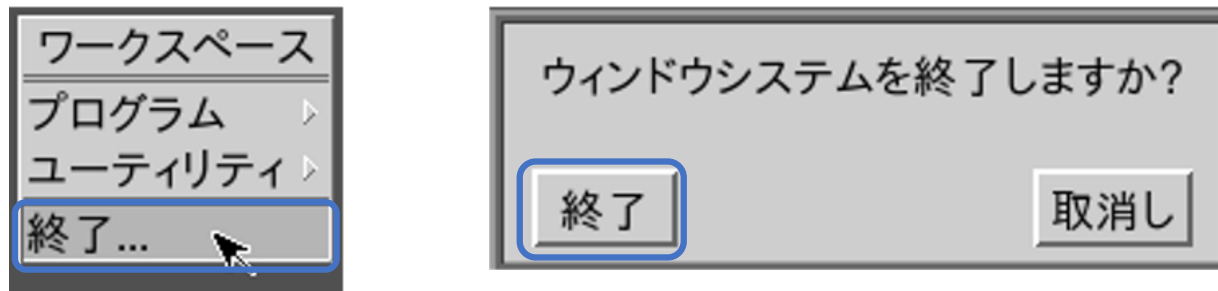 ワークスペース
プログラム
ユーティリティ
終了...
ウィンドウシステムを終了しますか?
終了
取消し